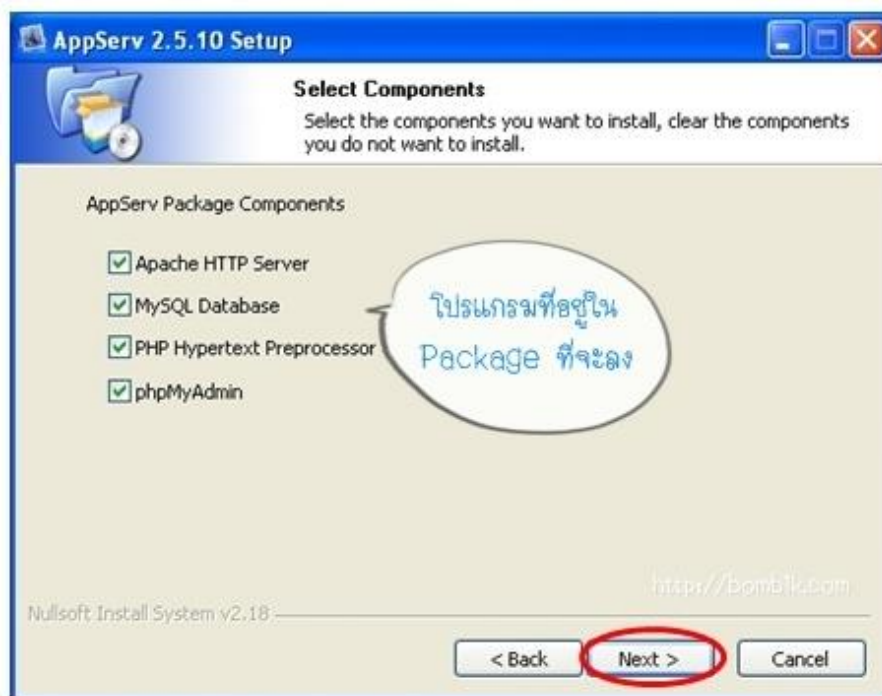 AppServ 2.5.10 Setup
Select Components
Select the components you want to install, clear the components
you do not want to install.
AppServ Package Components
Apache HTTP Server
MySQL Database
PHP Hypertext Preprocessor
phpMyAdmin
โปรแกรมที่อยู่ใน
Package ที่จะลง
http://bomb1k.com
Nullsoft Install System v2.18
< Back
Next >
Cancel